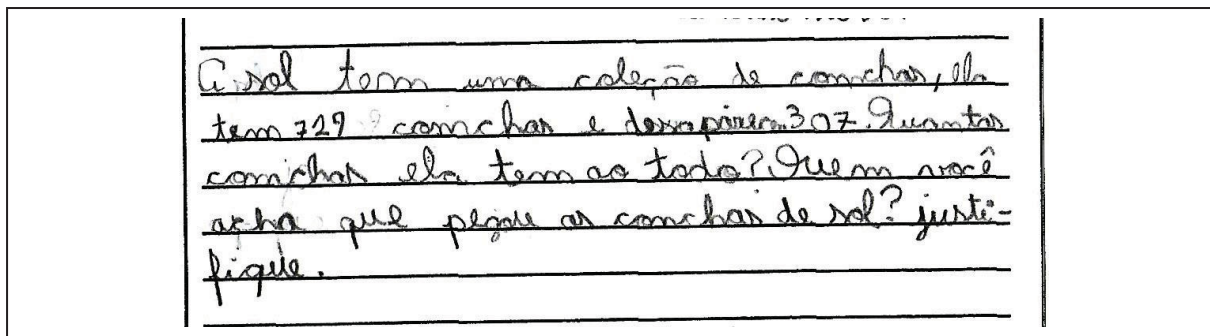 A sol tem uma coleção de conchas, ela
tem 729 conchas e desapareceu 307. Quantas
conchas ela tem ao todo? Quem você
acha que pegou as conchas de sol? justi-
fique.